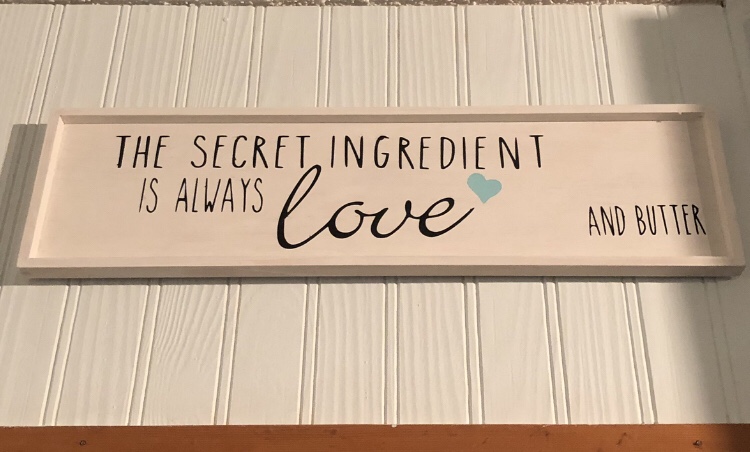 THE SECRET INGREDIENT
IS ALWAYS love
AND BUTTER